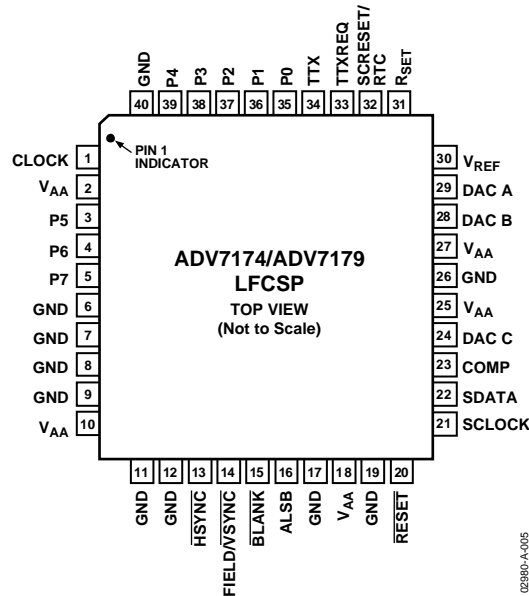 GND
P4
P3
P2
P1
P0
TTX
TTXREQ
SCRESET/
RTC
RSET
40 39 38 37 36 35 34 33 32 31
PIN 1
INDICATOR
CLOCK 1
VAA 2
P5 3
P6 4
P7 5
GND 6
GND 7
GND 8
GND 9
VAA 10
ADV7174/ADV7179
LFCSP
TOP VIEW
(Not to Scale)
30 VREF
29 DAC A
28 DAC B
27 VAA
26 GND
25 VAA
24 DAC C
23 COMP
22 SDATA
21 SCLOCK
11 12 13 14 15 16 17 18 19 20
GND
GND
HSYNC
FIELD/VSYNC
BLANK
ALSB
GND
VAA
GND
RESET
02980-A-005